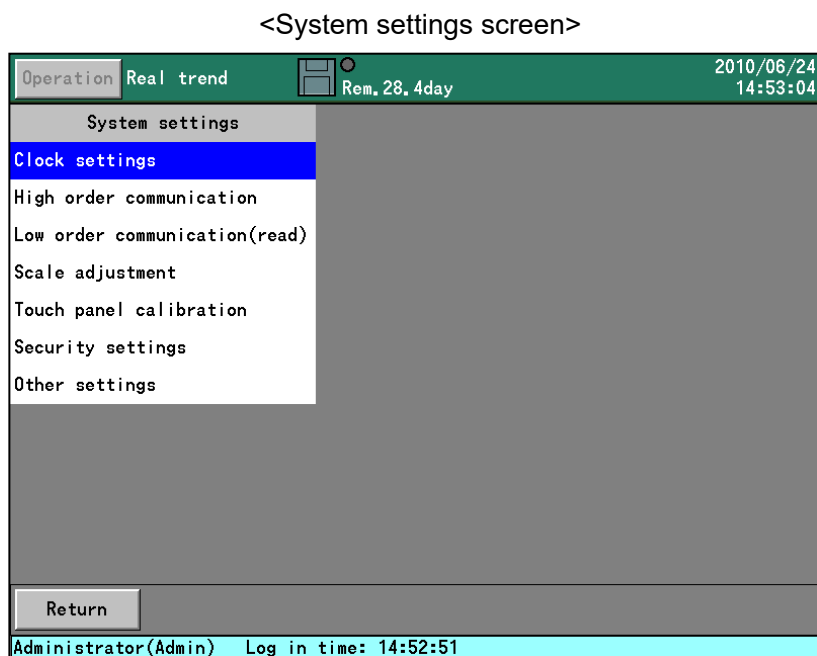 <System settings screen>
Operation Real trend
Rem.28.4day
2010/06/24
14:53:04
System settings
Clock settings
High order communication
Low order communication(read)
Scale adjustment
Touch panel calibration
Security settings
Other settings
Return
Administrator(Admin) Log in time: 14:52:51